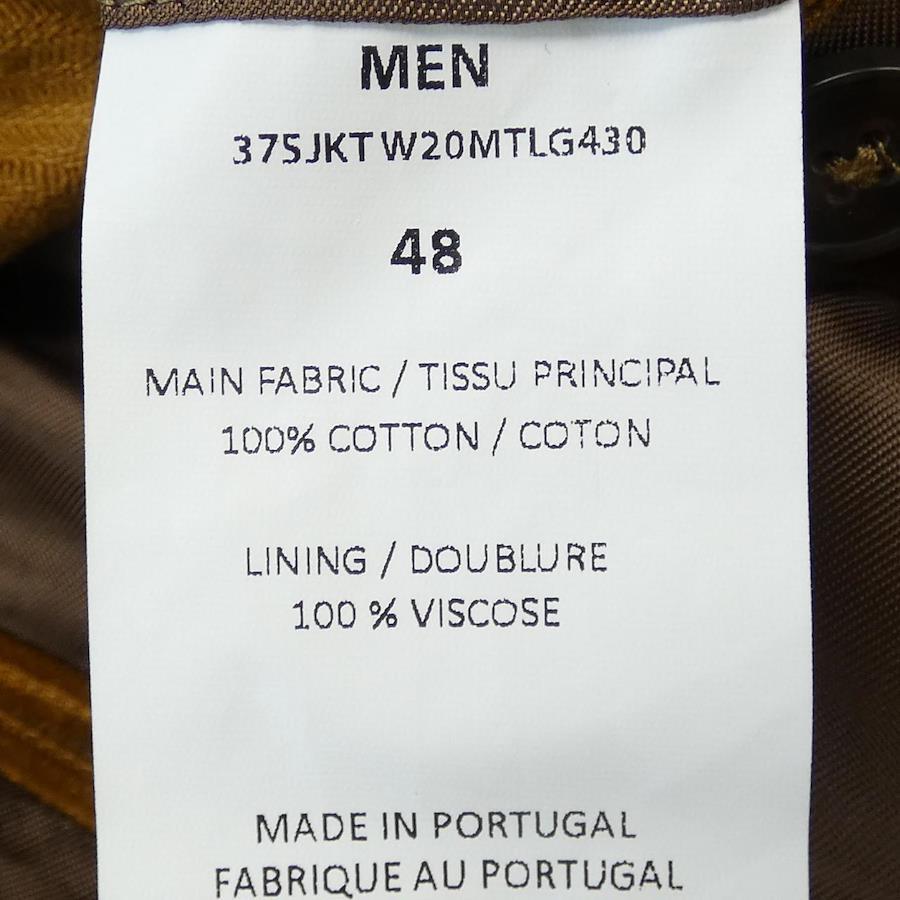 MEN
375JKTW20MTLG430
48
MAIN FABRIC / TISSU PRINCIPAL
100% COTTON / COTON
LINING / DOUBLURE
100 % VISCOSE
MADE IN PORTUGAL
FABRIQUE AU PORTUGAL